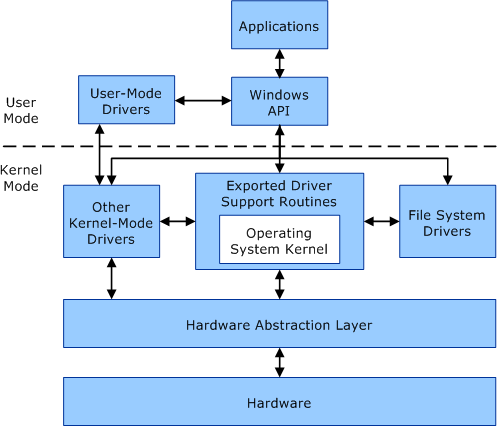 Applications
User-Mode
Drivers
Windows
API
User
Mode
Kernel
Mode
Other
Kernel-Mode
Drivers
Exported Driver
Support Routines
Operating
System Kernel
File System
Drivers
Hardware Abstraction Layer
Hardware